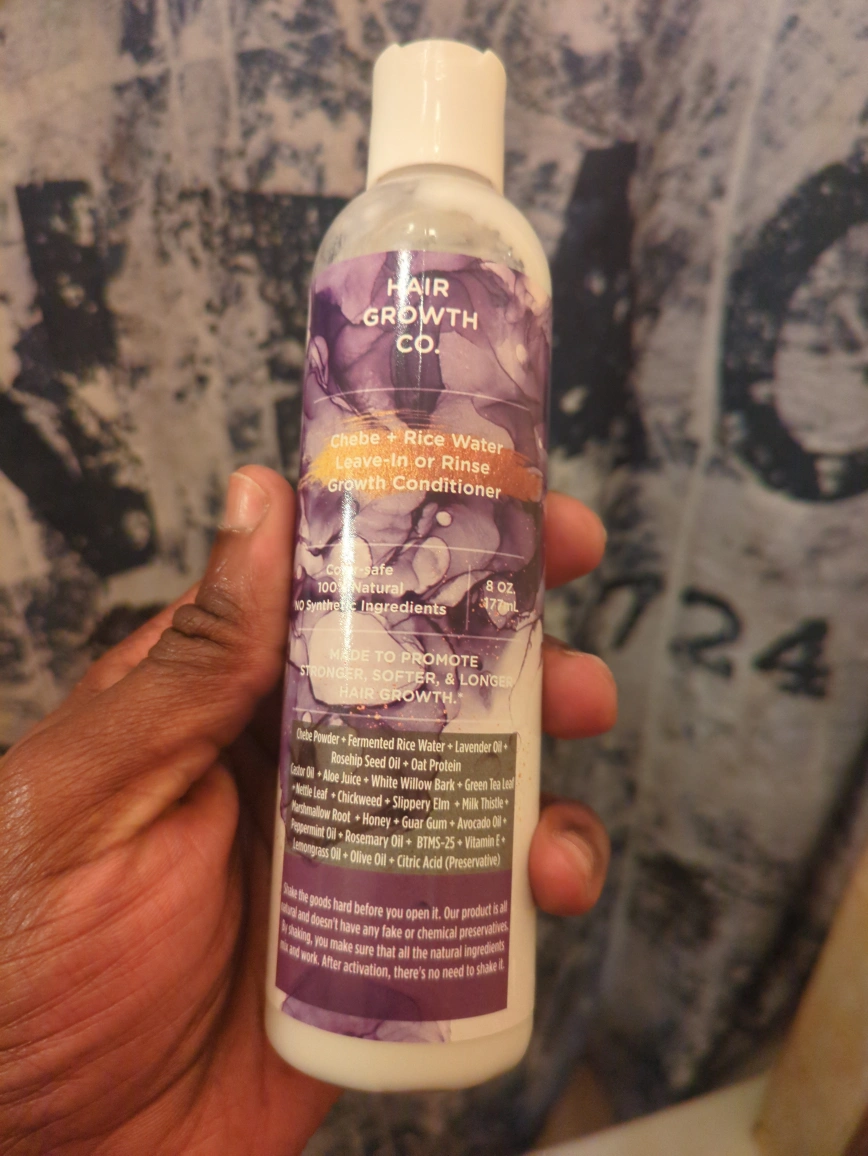 HAIR
GROWTH
CO.
Chebe + Rice Water
Leave-In or Rinse
Growth Conditioner
Color-safe
100% Natural
NO Synthetic Ingredients
8 OZ.
177 mL
MADE TO PROMOTE
STRONGER, SOFTER, & LONGER
HAIR GROWTH.*
Chebe Powder + Fermented Rice Water + Lavender Oil +
Rosehip Seed Oil + Oat Protein
Castor Oil + Aloe Juice + White Willow Bark + Green Tea Leaf
+ Nettle Leaf + Chickweed + Slippery Elm + Milk Thistle +
Marshmallow Root + Honey + Guar Gum + Avocado Oil +
Peppermint Oil + Rosemary Oil + BTMS-25 + Vitamin E +
Lemongrass Oil + Olive Oil + Citric Acid (Preservative)
Shake the goods hard before you open it. Our product is all
natural and doesn't have any fake or chemical preservatives.
By shaking, you make sure that all the natural ingredients
mix and work. After activation, there's no need to shake it.
24